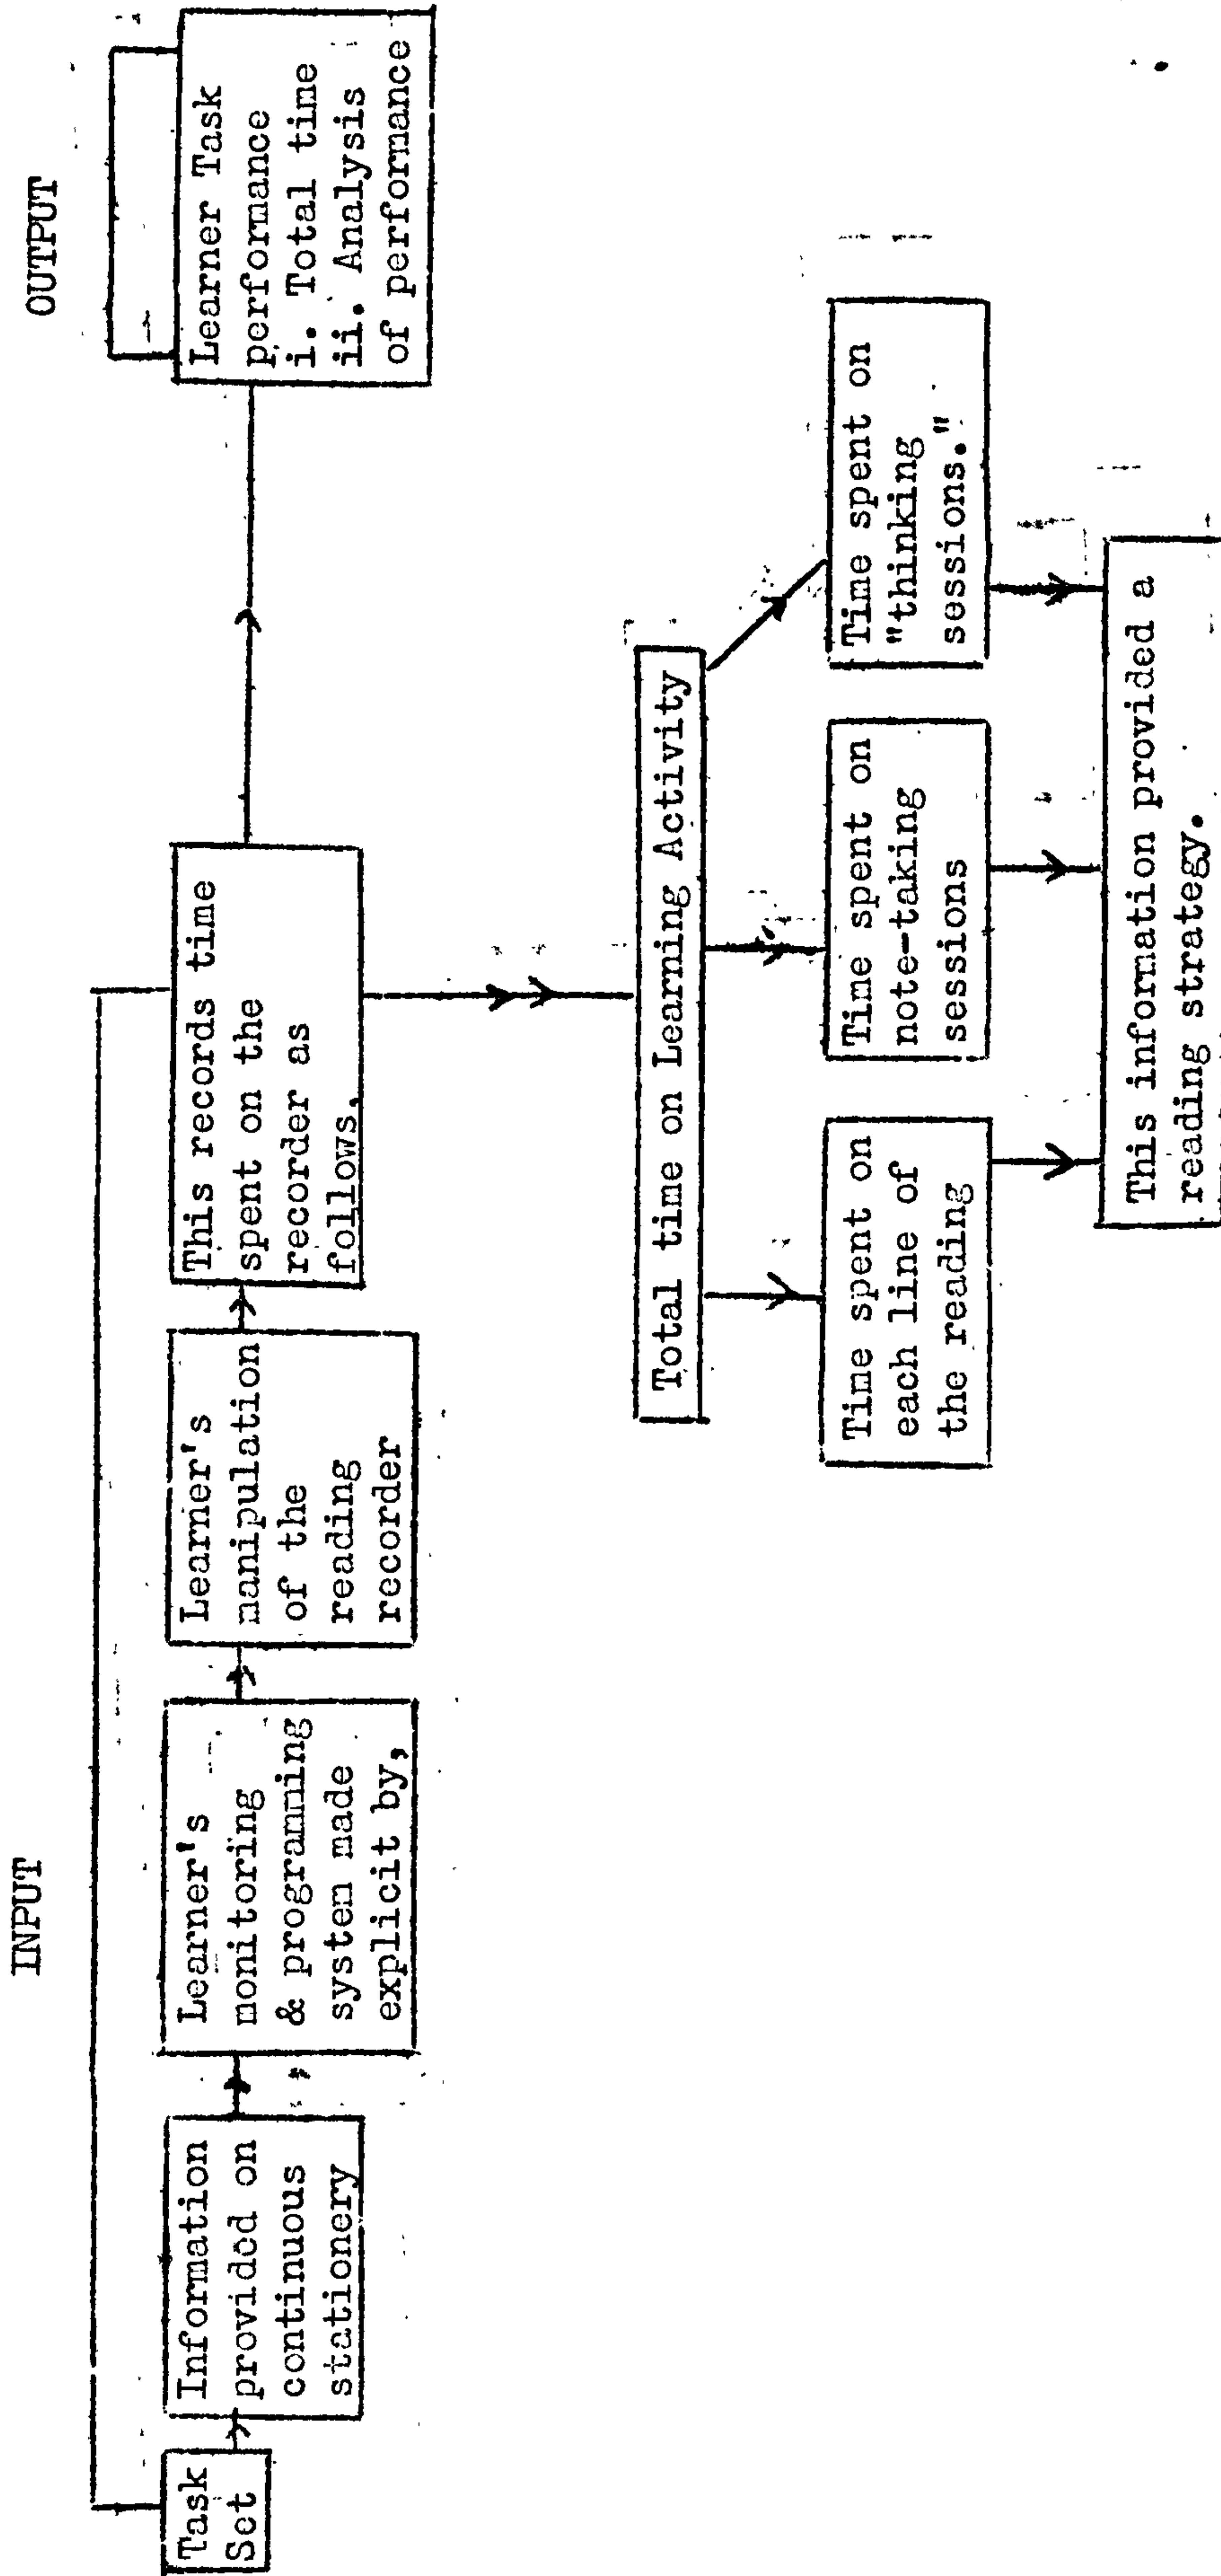 INPUT
OUTPUT
Task
Set
Information
provided on
continuous
stationery
Learner's
monitoring
& programming
system made
explicit by,
Learner's
manipulation
of the
reading
recorder
This records time
spent on the
recorder as
follows,
Learner Task
performance
i. Total time
ii. Analysis
of performance
Total time on Learning Activity
Time spent on
each line of
the reading
Time spent on
note-taking
sessions
Time spent on
"thinking
sessions."
This information provided a
reading strategy.